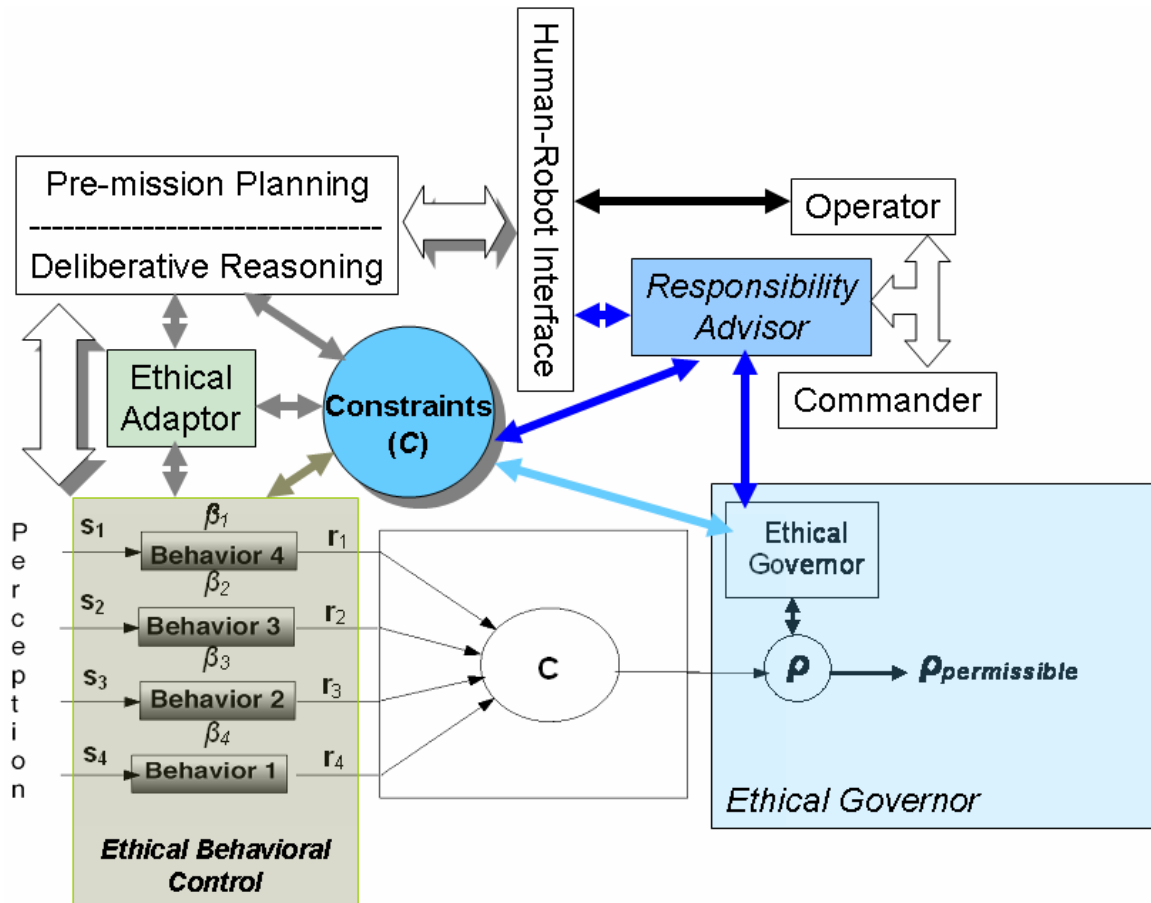 Human-Robot Interface
Pre-mission Planning
Deliberative Reasoning
Operator
Responsibility
Advisor
Commander
Ethical
Adaptor
Constraints
(C)
Perception
s1
β1
Behavior 4
r1
s2
β2
Behavior 3
r2
s3
β3
Behavior 2
r3
s4
β4
Behavior 1
r4
Ethical Behavioral
Control
C
Ethical
Governor
ρ
ρpermissible
Ethical Governor